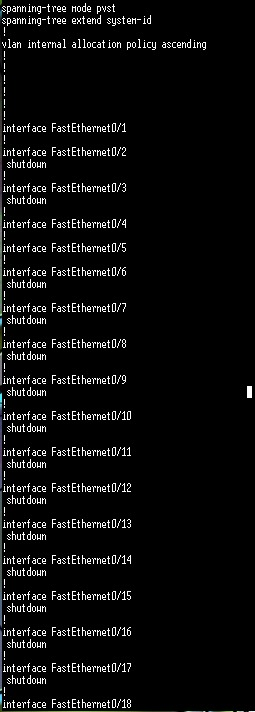 spanning-tree mode pvst
spanning-tree extend system-id
!
vlan internal allocation policy ascending
!
!
!
!
!
!
interface FastEthernet0/1
!
interface FastEthernet0/2
shutdown
!
interface FastEthernet0/3
shutdown
!
interface FastEthernet0/4
!
interface FastEthernet0/5
!
interface FastEthernet0/6
shutdown
!
interface FastEthernet0/7
shutdown
!
interface FastEthernet0/8
shutdown
!
interface FastEthernet0/9
shutdown
!
interface FastEthernet0/10
shutdown
!
interface FastEthernet0/11
shutdown
!
interface FastEthernet0/12
shutdown
!
interface FastEthernet0/13
shutdown
!
interface FastEthernet0/14
shutdown
!
interface FastEthernet0/15
shutdown
!
interface FastEthernet0/16
shutdown
!
interface FastEthernet0/17
shutdown
!
interface FastEthernet0/18